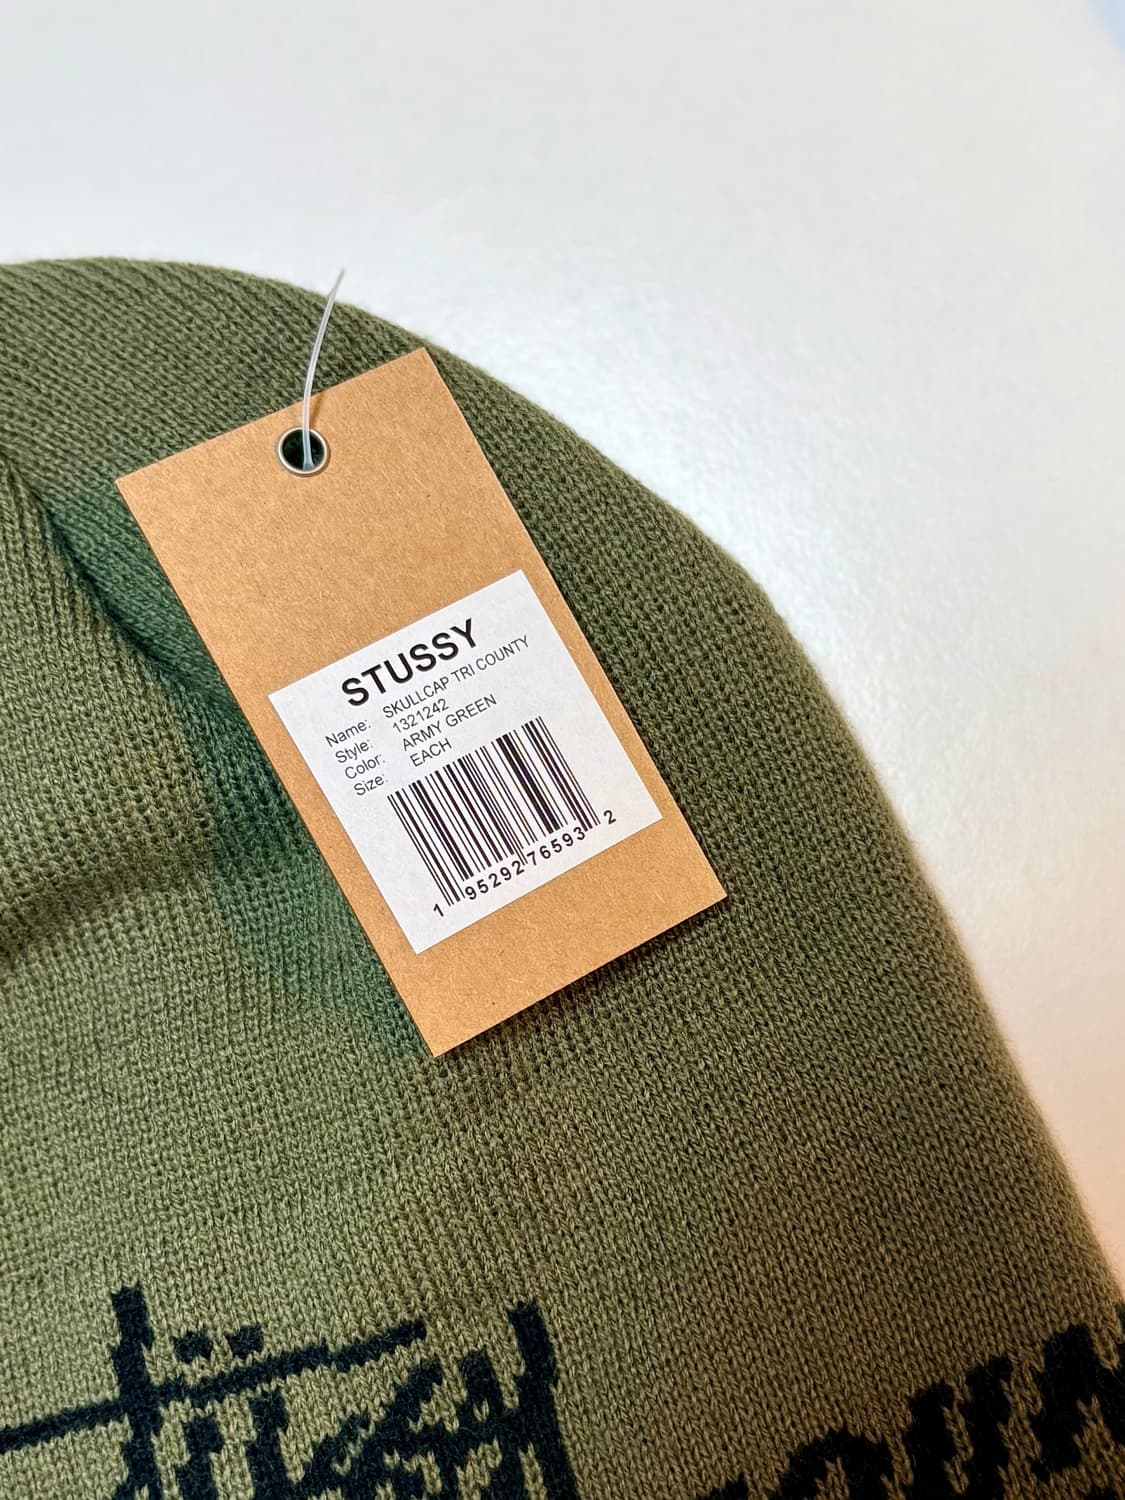 STUSSY
Name: SKULLCAP TRI COUNTY
Style: 1321242
Color: ARMY GREEN
Size: EACH
1 95292 76593 2